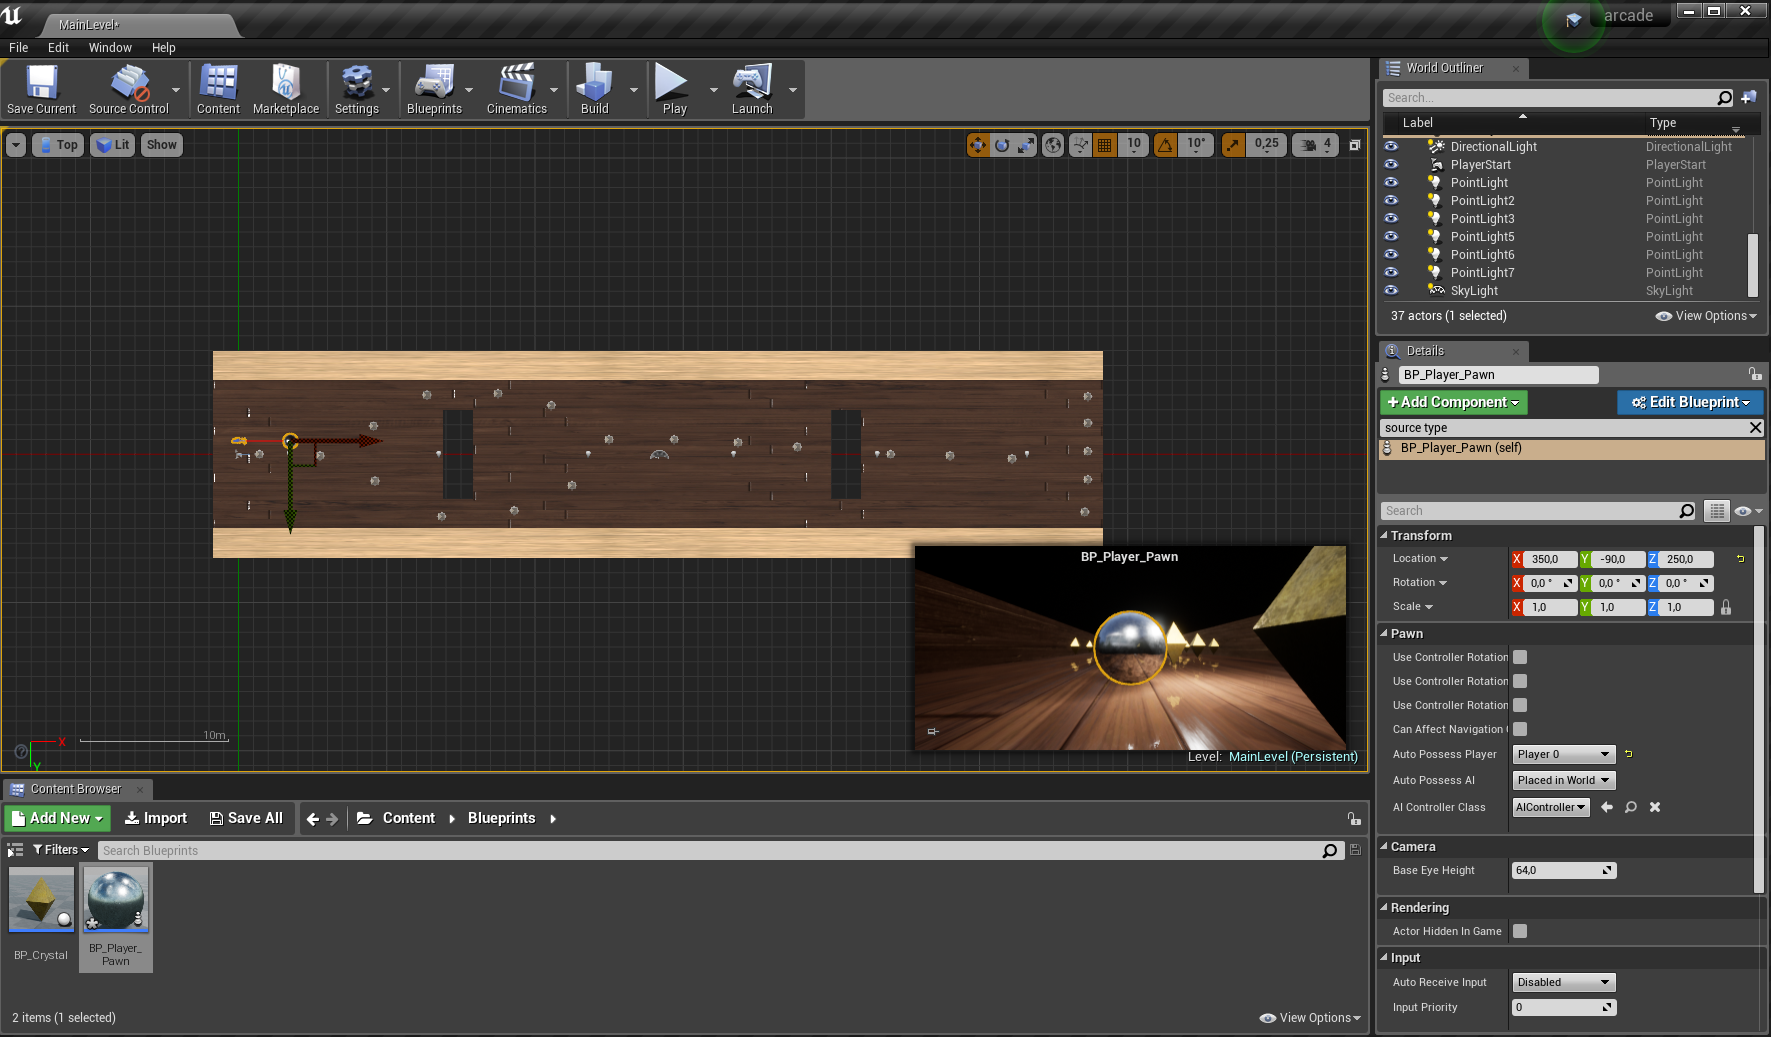 MainLevel*
arcade
File Edit Window Help
Save Current
Source Control
Content
Marketplace
Settings
Blueprints
Cinematics
Build
Play
Launch
Top
Lit
Show
10
10°
0,25
4
10m
X
Y
BP_Player_Pawn
Level: MainLevel (Persistent)
World Outliner
Search...
Label Type
DirectionalLight DirectionalLight
PlayerStart PlayerStart
PointLight PointLight
PointLight2 PointLight
PointLight3 PointLight
PointLight5 PointLight
PointLight6 PointLight
PointLight7 PointLight
SkyLight SkyLight
37 actors (1 selected) View Options
Details
BP_Player_Pawn
+Add Component Edit Blueprint
source type
BP_Player_Pawn (self)
Search
Transform
Location X 350,0 Y -90,0 Z 250,0
Rotation X 0,0 ° Y 0,0 ° Z 0,0 °
Scale X 1,0 Y 1,0 Z 1,0
Pawn
Use Controller Rotation
Use Controller Rotation
Use Controller Rotation
Can Affect Navigation
Auto Possess Player Player 0
Auto Possess AI Placed in World
AI Controller Class AIController
Camera
Base Eye Height 64,0
Rendering
Actor Hidden In Game
Input
Auto Receive Input Disabled
Input Priority 0
Content Browser
Add New Import Save All Content Blueprints
Filters Search Blueprints
BP_Crystal
BP_Player_
Pawn
2 items (1 selected) View Options